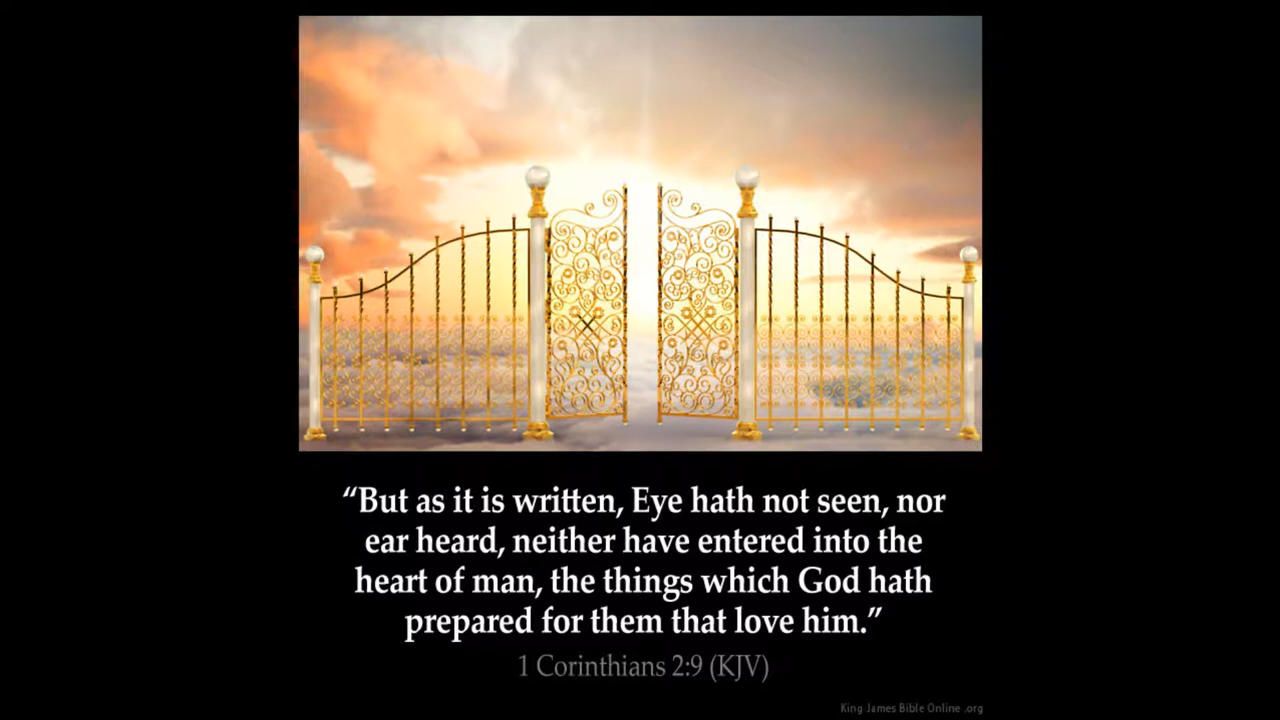 “But as it is written, Eye hath not seen, nor
ear heard, neither have entered into the
heart of man, the things which God hath
prepared for them that love him.”
1 Corinthians 2:9 (KJV)
King James Bible Online .org